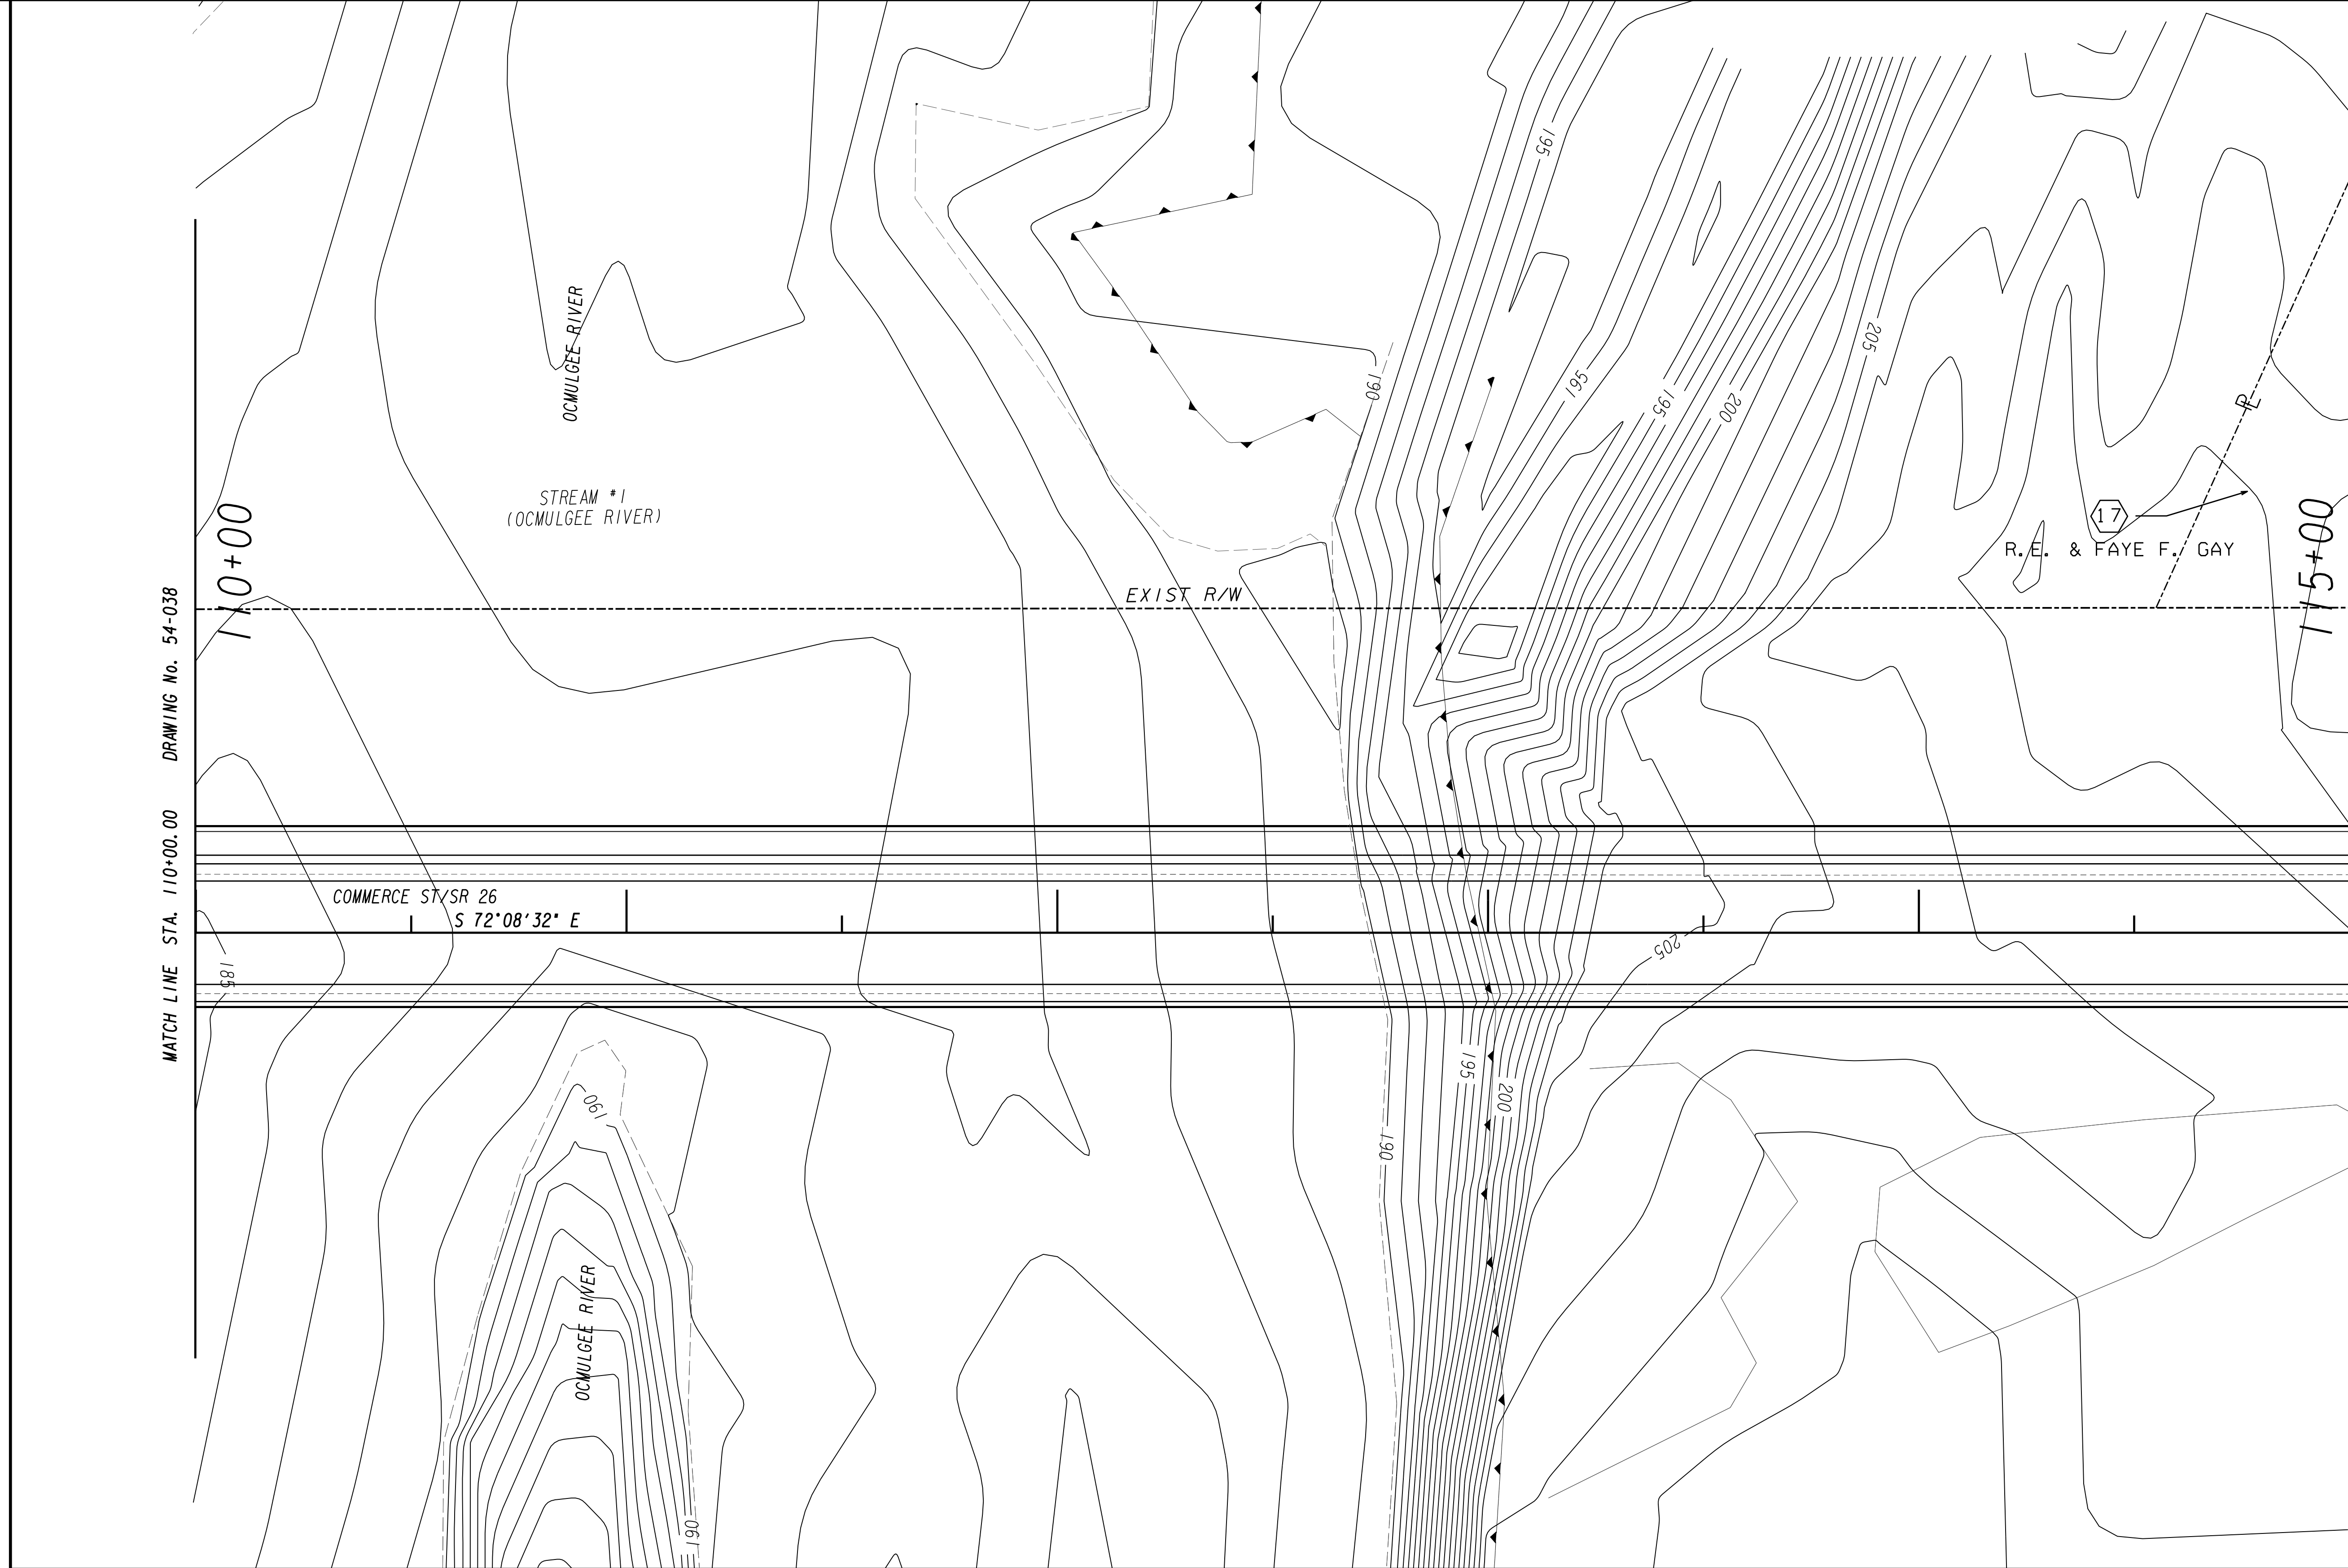 195
OCMULGEE RIVER
205
190
195
195
200
PL
STREAM #1
(OCMULGEE RIVER)
110+00
17
115+00
R.E. & FAYE F. GAY
EXIST R/W
MATCH LINE STA. 110+00.00 DRAWING No. 54-038
COMMERCE ST/SR 26
S 72°08'32" E
205
185
195
200
190
190
OCMULGEE RIVER
190